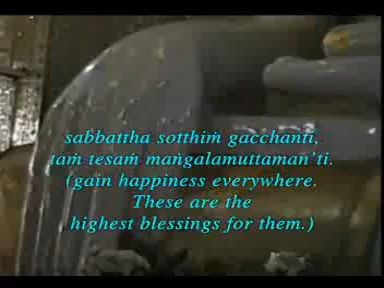 sabbattha sotthiṁ gacchanti,
taṁ tesaṁ maṅgalamuttaman'ti.
(gain happiness everywhere.
These are the
highest blessings for them.)